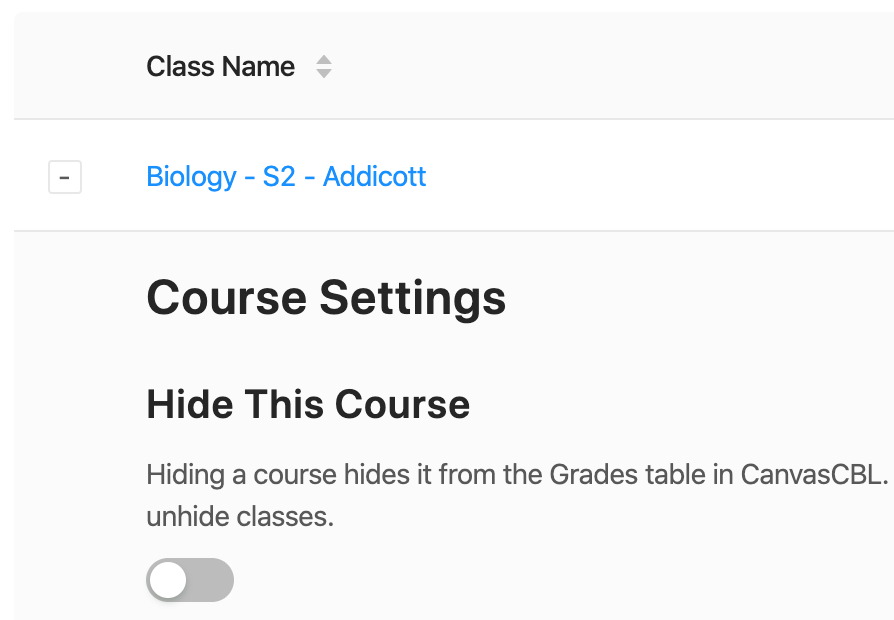 Class Name
Biology - S2 - Addicott
Course Settings
Hide This Course
Hiding a course hides it from the Grades table in CanvasCBL.
unhide classes.